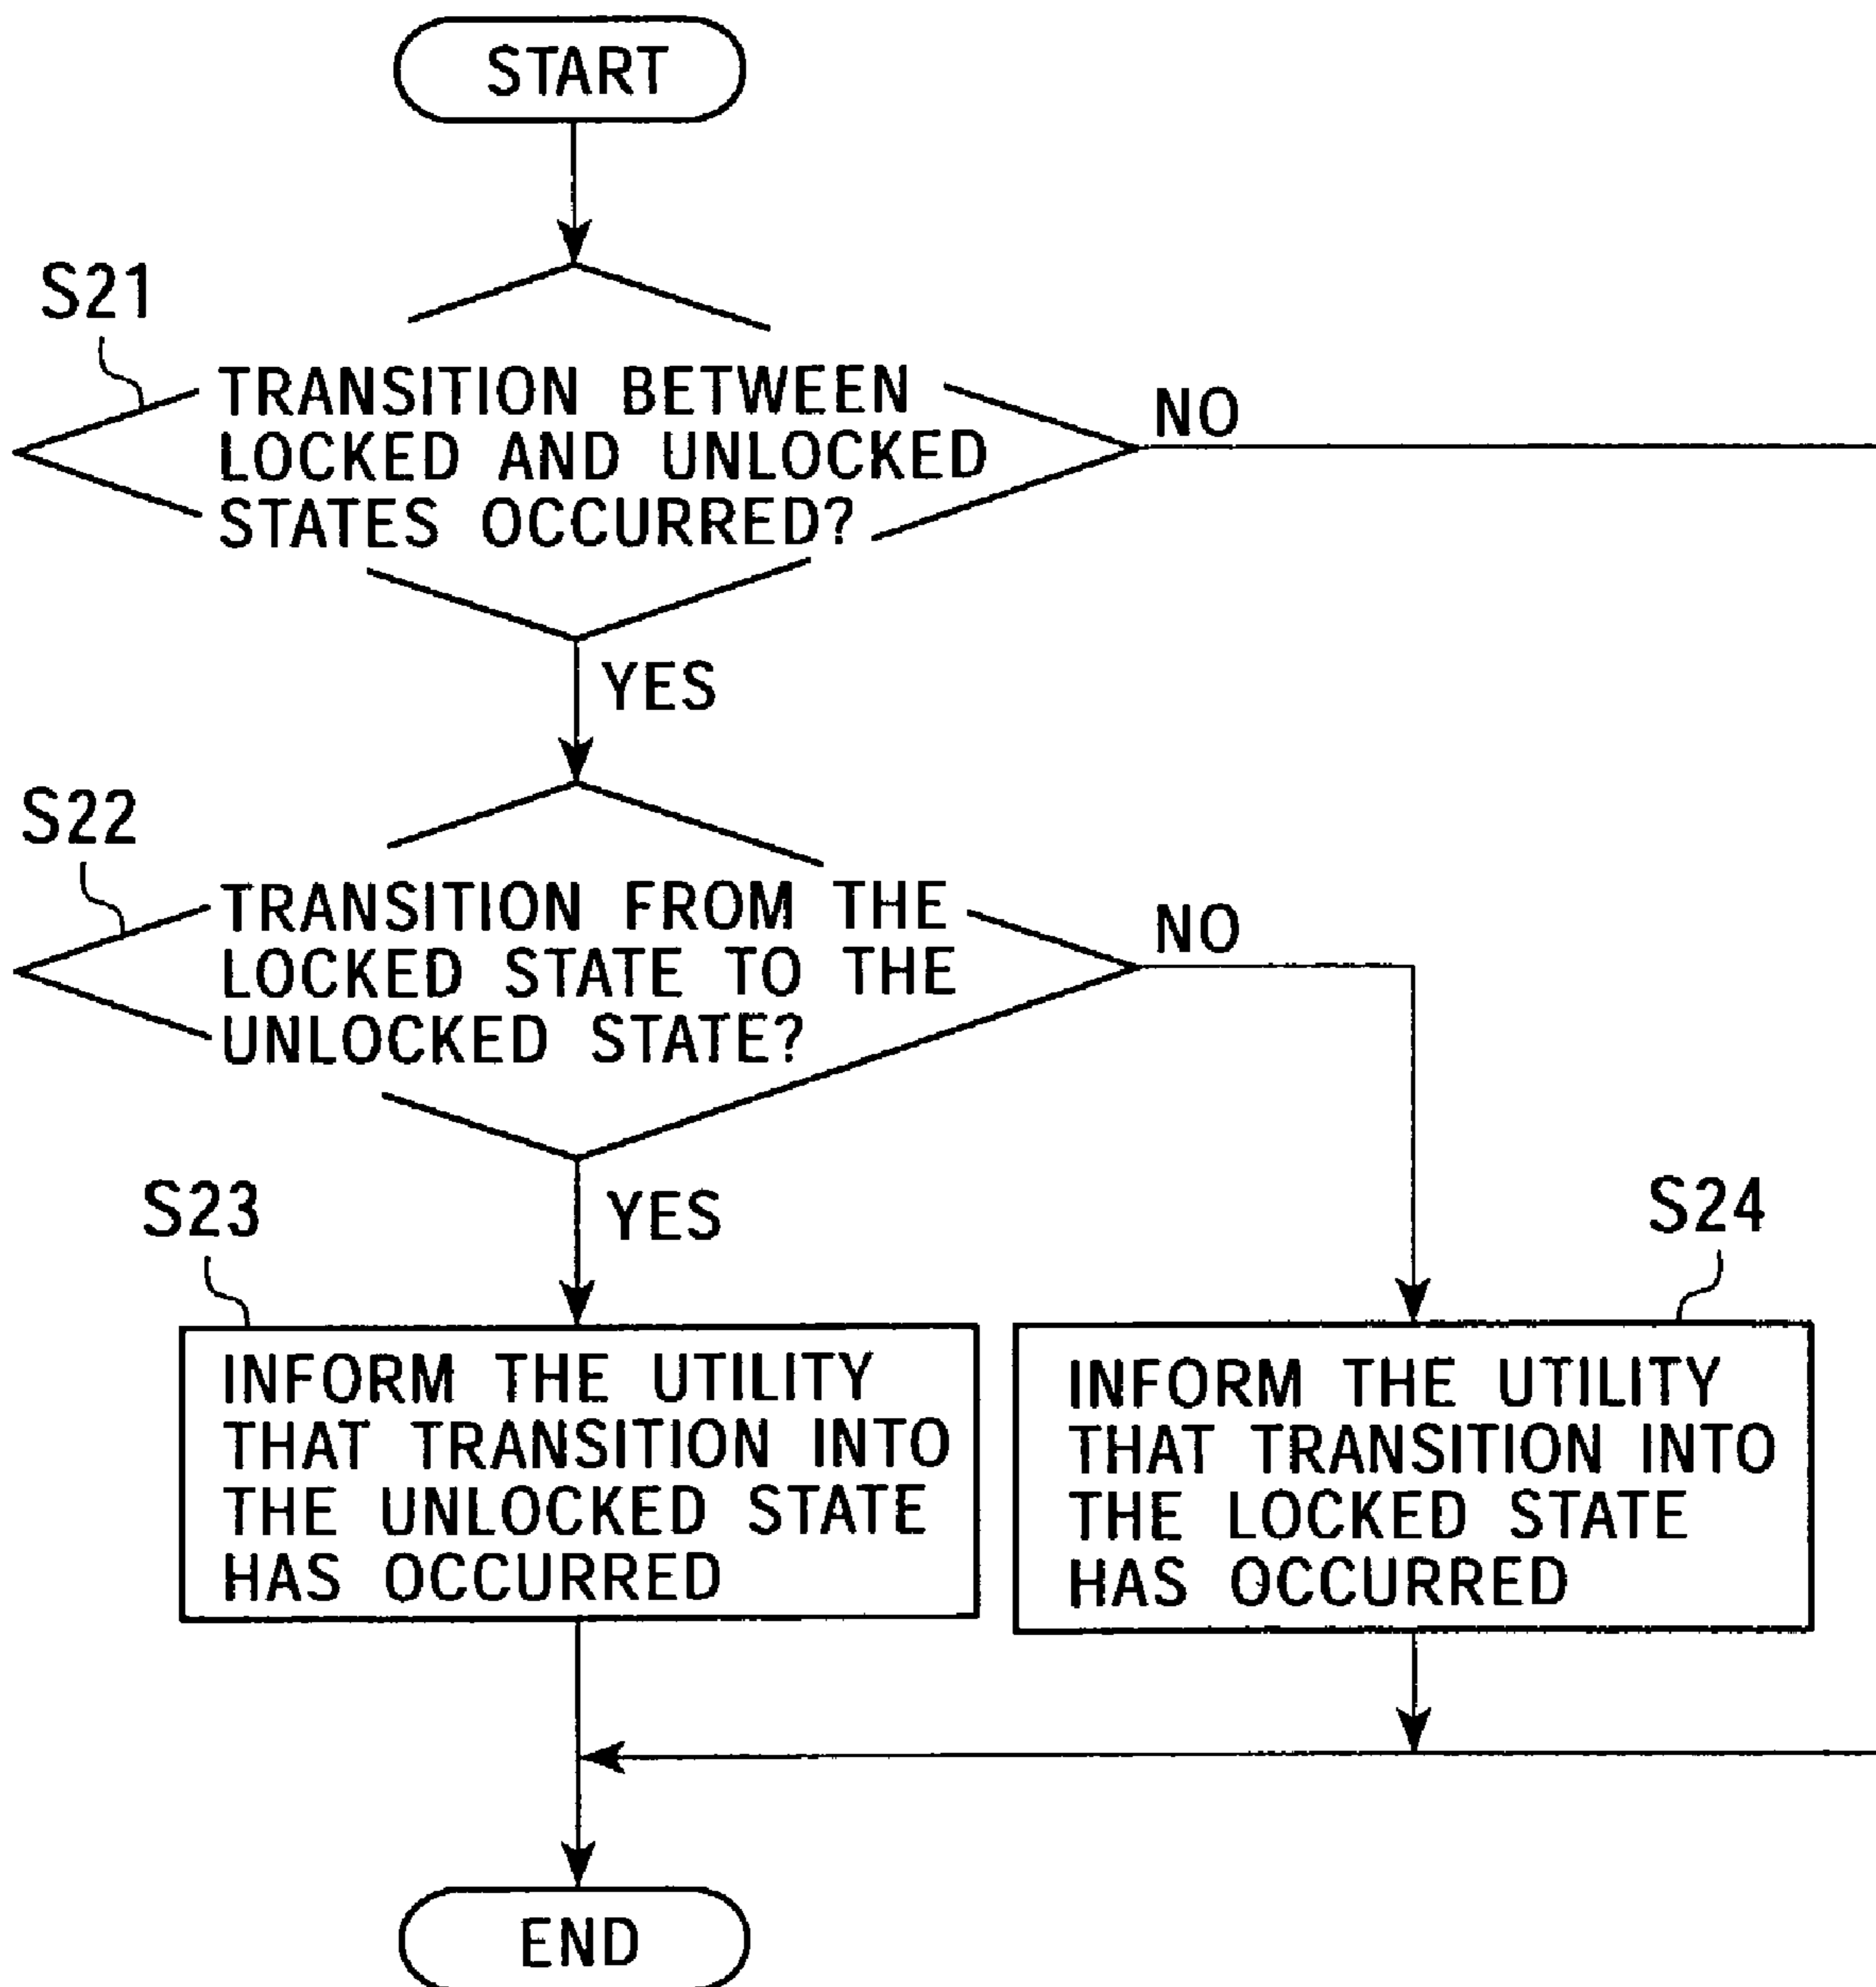 START
S21
TRANSITION BETWEEN
LOCKED AND UNLOCKED
STATES OCCURRED?
NO
YES
S22
TRANSITION FROM THE
LOCKED STATE TO THE
UNLOCKED STATE?
NO
YES
S23
INFORM THE UTILITY
THAT TRANSITION INTO
THE UNLOCKED STATE
HAS OCCURRED
S24
INFORM THE UTILITY
THAT TRANSITION INTO
THE LOCKED STATE
HAS OCCURRED
END